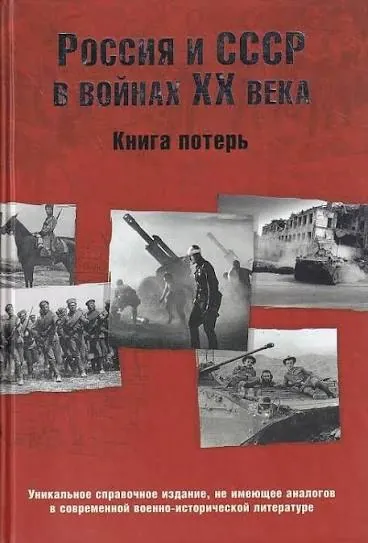 Россия и СССР
в войнах XX века
Книга потерь
Уникальное справочное издание, не имеющее аналогов
в современной военно-исторической литературе